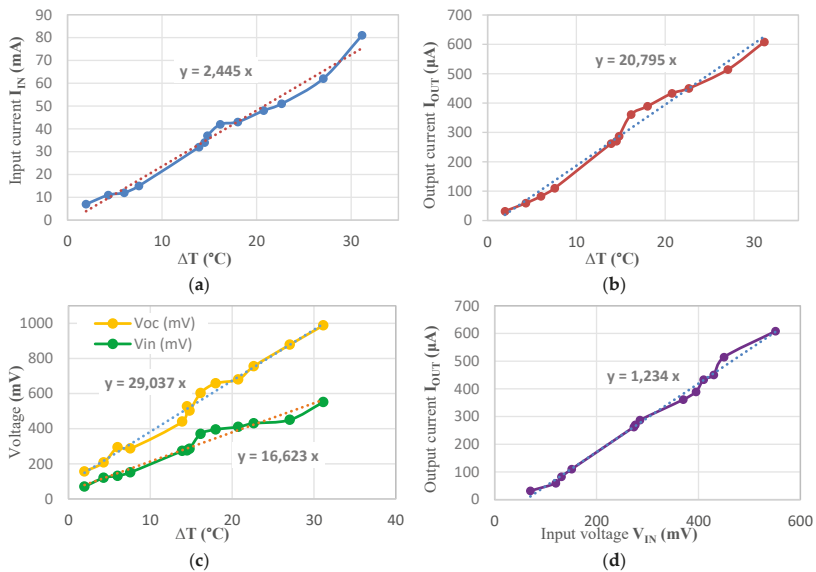 90
80
70
60
50
40
30
20
10
0
Input current I_IN (mA)
y = 2,445 x
0 10 20 30
ΔT (°C)
(a)
700
600
500
400
300
200
100
0
Output current I_OUT (µA)
y = 20,795 x
0 10 20 30
ΔT (°C)
(b)
1000
800
600
400
200
0
Voltage (mV)
Voc (mV)
Vin (mV)
y = 29,037 x
y = 16,623 x
0 10 20 30 40
ΔT (°C)
(c)
700
600
500
400
300
200
100
0
Output current I_OUT (µA)
y = 1,234 x
0 200 400 600
Input voltage V_IN (mV)
(d)